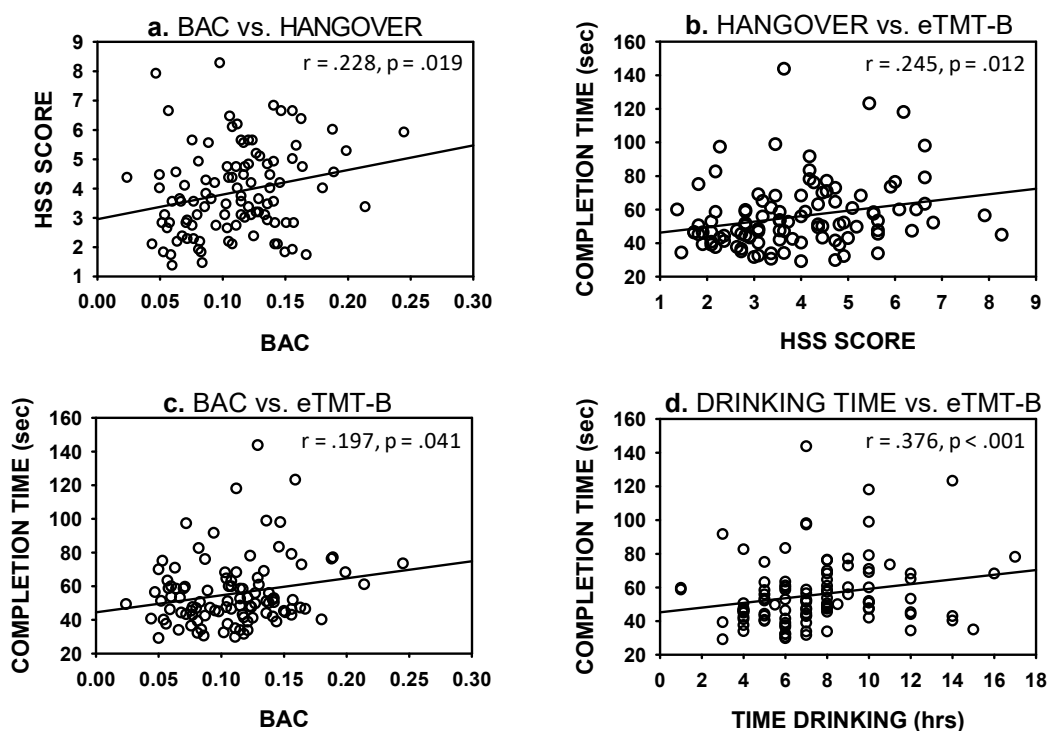 a. BAC vs. HANGOVER
r = .228, p = .019
HSS SCORE
9
8
7
6
5
4
3
2
1
0.00 0.05 0.10 0.15 0.20 0.25 0.30
BAC
b. HANGOVER vs. eTMT-B
r = .245, p = .012
COMPLETION TIME (sec)
160
140
120
100
80
60
40
20
1 2 3 4 5 6 7 8 9
HSS SCORE
c. BAC vs. eTMT-B
r = .197, p = .041
COMPLETION TIME (sec)
160
140
120
100
80
60
40
20
0.00 0.05 0.10 0.15 0.20 0.25 0.30
BAC
d. DRINKING TIME vs. eTMT-B
r = .376, p < .001
COMPLETION TIME (sec)
160
140
120
100
80
60
40
20
0 2 4 6 8 10 12 14 16 18
TIME DRINKING (hrs)